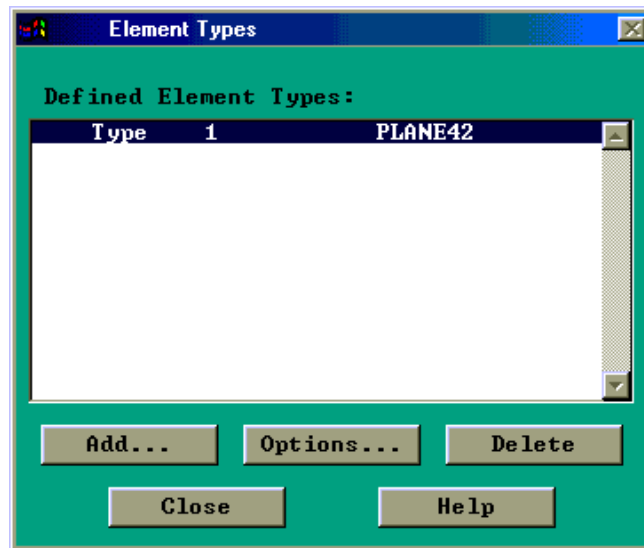 Element Types
Defined Element Types:
Type 1 PLANE42
Add... Options... Delete
Close Help